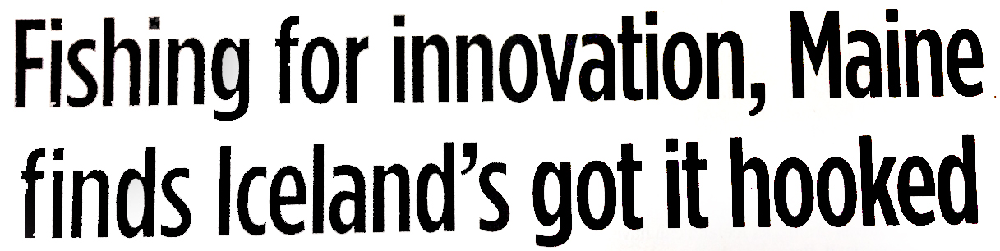 Fishing for innovation, Maine
finds Iceland’s got it hooked